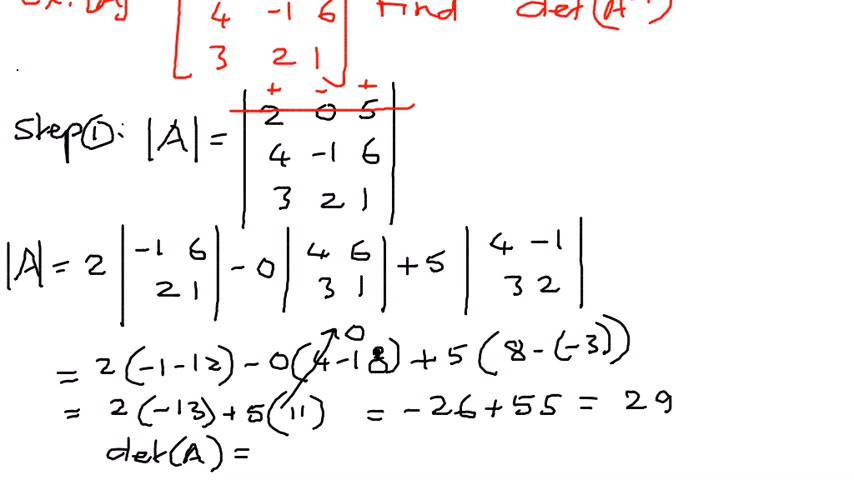 4 -1 6 Find det(A⁻¹)
3 2 1
+ - +
2 0 5
Step①: |A| = 4 -1 6
3 2 1
|A| = 2 |-1 6| - 0 |4 6| + 5 |4 -1|
|2 1| |3 1| |3 2|
0
= 2(-1-12) - 0(4-18) + 5(8-(-3))
= 2(-13) + 5(11) = -26+55 = 29
det(A) =